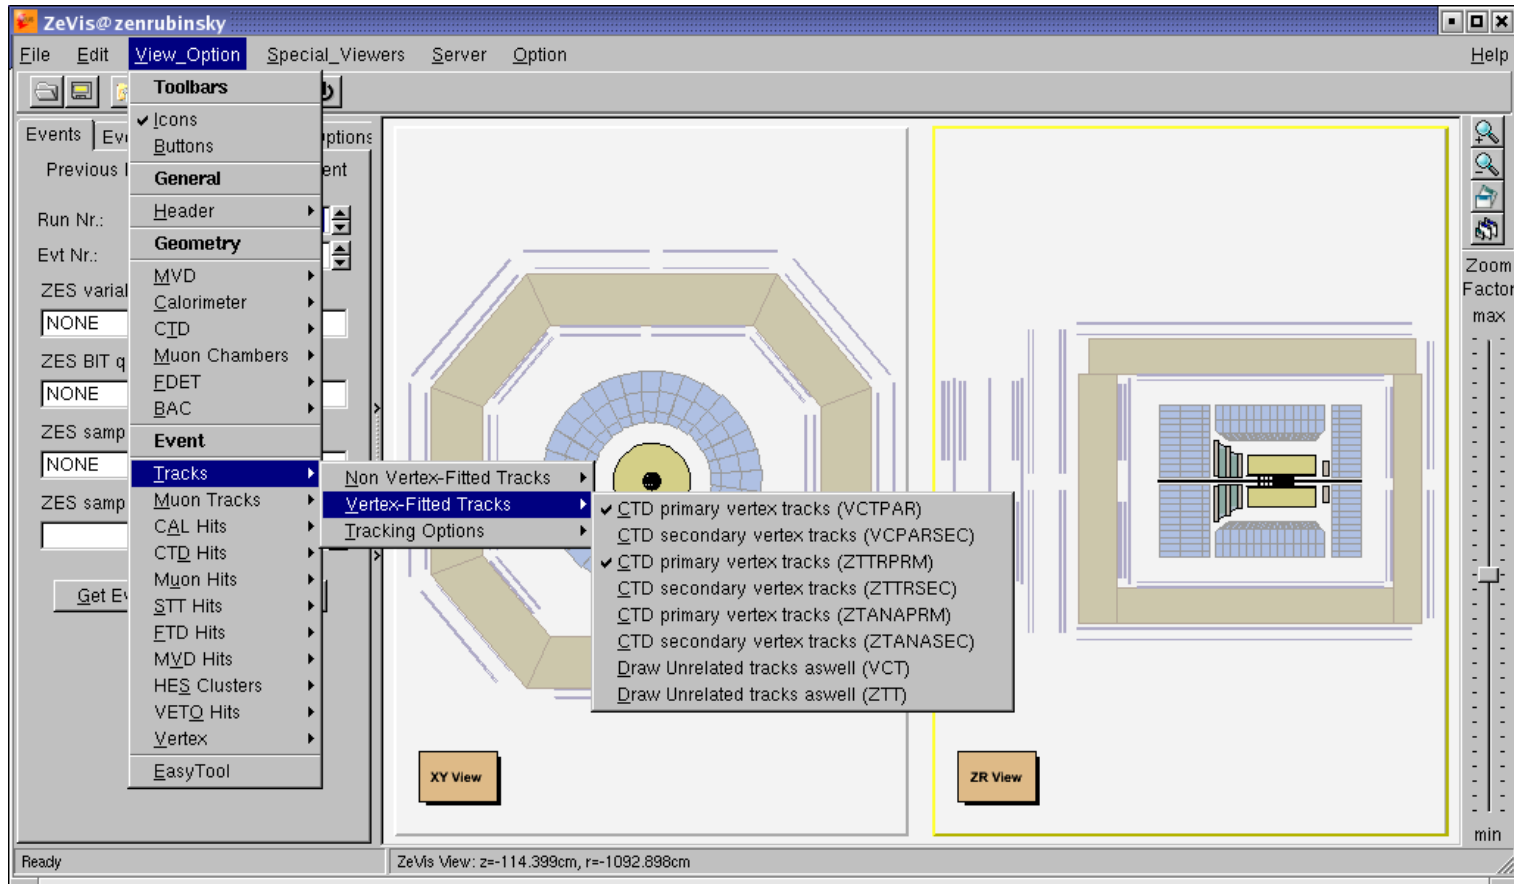 ZeVis@zenrubinsky
File Edit View_Option Special_Viewers Server Option Help
Toolbars
Icons
Buttons
General
Header
Geometry
MVD
Calorimeter
CTD
Muon Chambers
FDET
BAC
Event
Tracks
Muon Tracks
CAL Hits
CTD Hits
Muon Hits
STT Hits
FTD Hits
MVD Hits
HES Clusters
VETO Hits
Vertex
EasyTool
Non Vertex-Fitted Tracks
Vertex-Fitted Tracks
Tracking Options
CTD primary vertex tracks (VCTPAR)
CTD secondary vertex tracks (VCPARSEC)
CTD primary vertex tracks (ZTTRPRM)
CTD secondary vertex tracks (ZTTRSEC)
CTD primary vertex tracks (ZTANAPRM)
CTD secondary vertex tracks (ZTANASEC)
Draw Unrelated tracks aswell (VCT)
Draw Unrelated tracks aswell (ZTT)
Events
Previous
Run Nr.:
Evt Nr.:
ZES
NONE
ZES BIT
NONE
ZES
NONE
ZES
Get
XY View
ZR View
Zoom
Factor
max
min
Ready
ZeVis View: z=-114.399cm, r=-1092.898cm